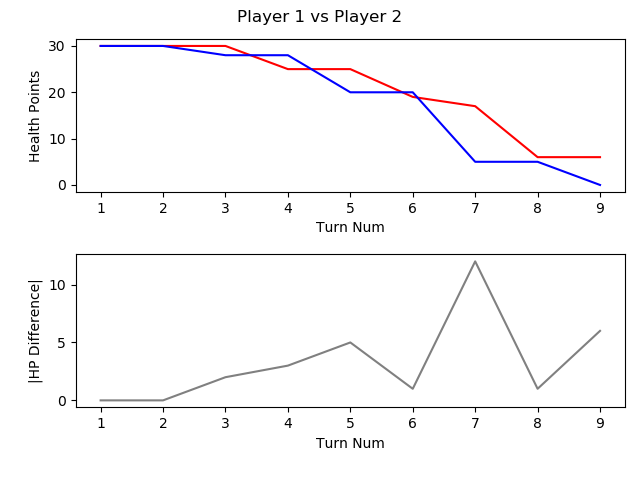 Player 1 vs Player 2
30
20
10
0
Health Points
1 2 3 4 5 6 7 8 9
Turn Num
10
5
0
|HP Difference|
1 2 3 4 5 6 7 8 9
Turn Num